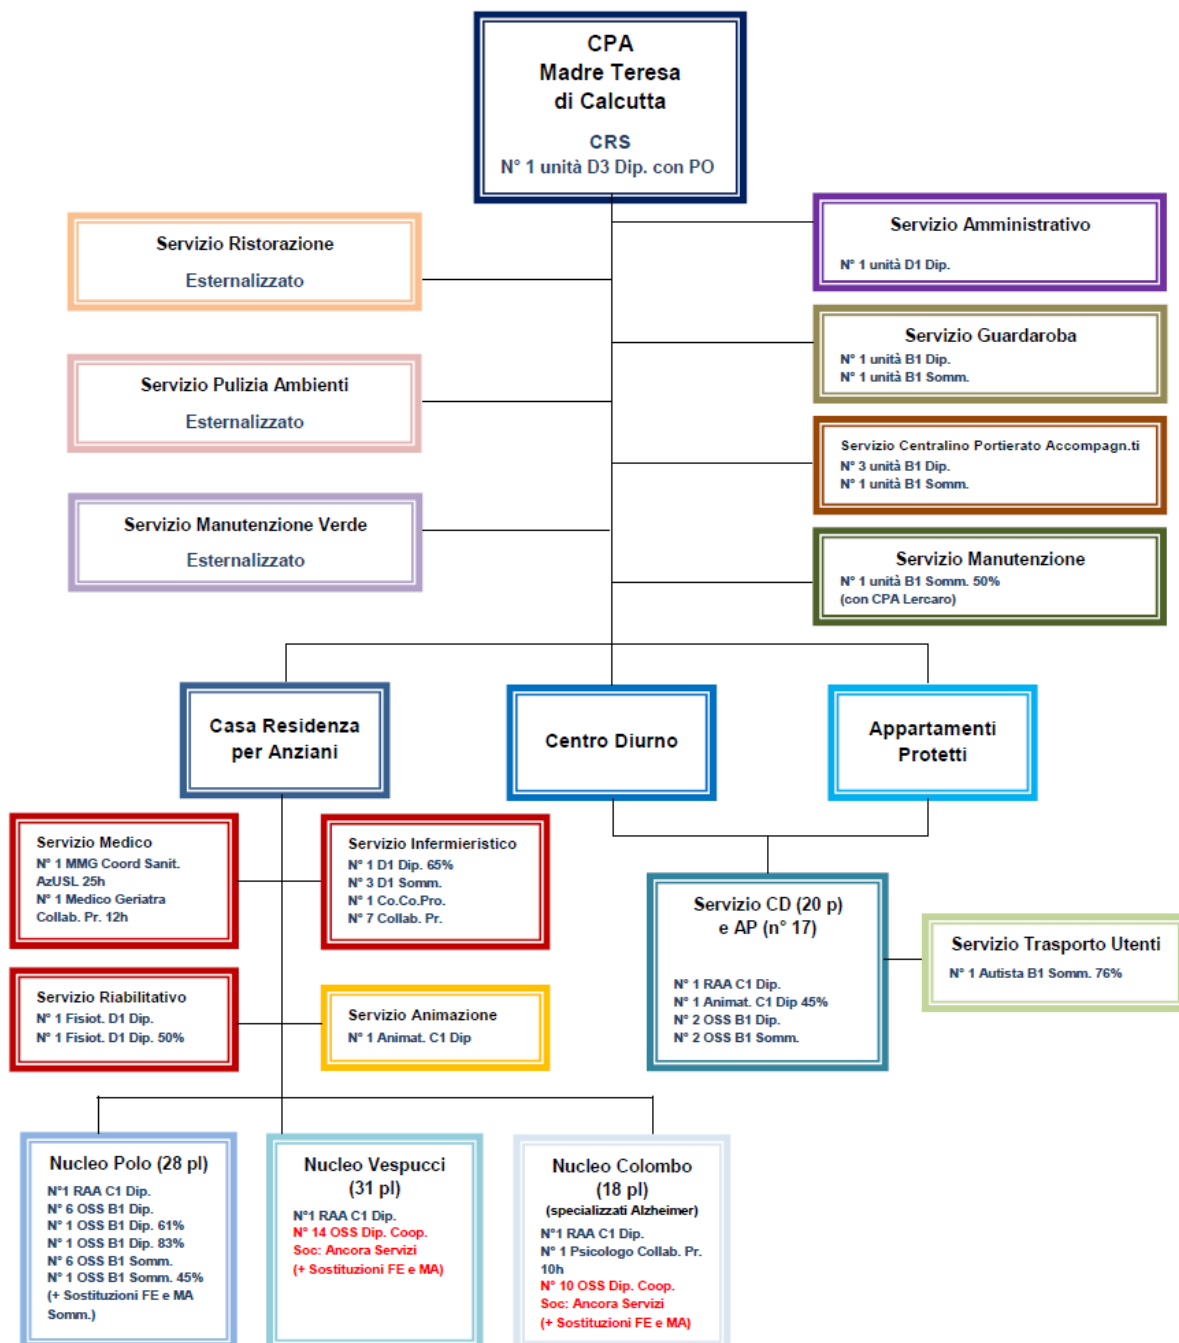 CPA
Madre Teresa
di Calcutta
CRS
N° 1 unità D3 Dip. con PO
Servizio Ristorazione
Esternalizzato
Servizio Amministrativo
N° 1 unità D1 Dip.
Servizio Guardaroba
N° 1 unità B1 Dip.
N° 1 unità B1 Somm.
Servizio Pulizia Ambienti
Esternalizzato
Servizio Centralino Portierato Accompagn.ti
N° 3 unità B1 Dip.
N° 1 unità B1 Somm.
Servizio Manutenzione Verde
Esternalizzato
Servizio Manutenzione
N° 1 unità B1 Somm. 50%
(con CPA Lercaro)
Casa Residenza
per Anziani
Centro Diurno
Appartamenti
Protetti
Servizio Medico
N° 1 MMG Coord Sanit.
AzUSL 25h
N° 1 Medico Geriatra
Collab. Pr. 12h
Servizio Infermieristico
N° 1 D1 Dip. 65%
N° 3 D1 Somm.
N° 1 Co.Co.Pro.
N° 7 Collab. Pr.
Servizio CD (20 p)
e AP (n° 17)
N° 1 RAA C1 Dip.
N° 1 Animat. C1 Dip 45%
N° 2 OSS B1 Dip.
N° 2 OSS B1 Somm.
Servizio Trasporto Utenti
N° 1 Autista B1 Somm. 76%
Servizio Riabilitativo
N° 1 Fisiot. D1 Dip.
N° 1 Fisiot. D1 Dip. 50%
Servizio Animazione
N° 1 Animat. C1 Dip
Nucleo Polo (28 pl)
N°1 RAA C1 Dip.
N° 6 OSS B1 Dip.
N° 1 OSS B1 Dip. 61%
N° 1 OSS B1 Dip. 83%
N° 6 OSS B1 Somm.
N° 1 OSS B1 Somm. 45%
(+ Sostituzioni FE e MA
Somm.)
Nucleo Vespucci
(31 pl)
N°1 RAA C1 Dip.
N° 14 OSS Dip. Coop.
Soc: Ancora Servizi
(+ Sostituzioni FE e MA)
Nucleo Colombo
(18 pl)
(specializzati Alzheimer)
N°1 RAA C1 Dip.
N° 1 Psicologo Collab. Pr.
10h
N° 10 OSS Dip. Coop.
Soc: Ancora Servizi
(+ Sostituzioni FE e MA)